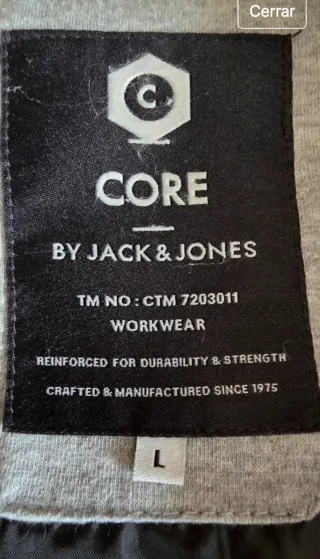 Cerrar
C
CORE
BY JACK & JONES
TM NO : CTM 7203011
WORKWEAR
REINFORCED FOR DURABILITY & STRENGTH
CRAFTED & MANUFACTURED SINCE 1975
L